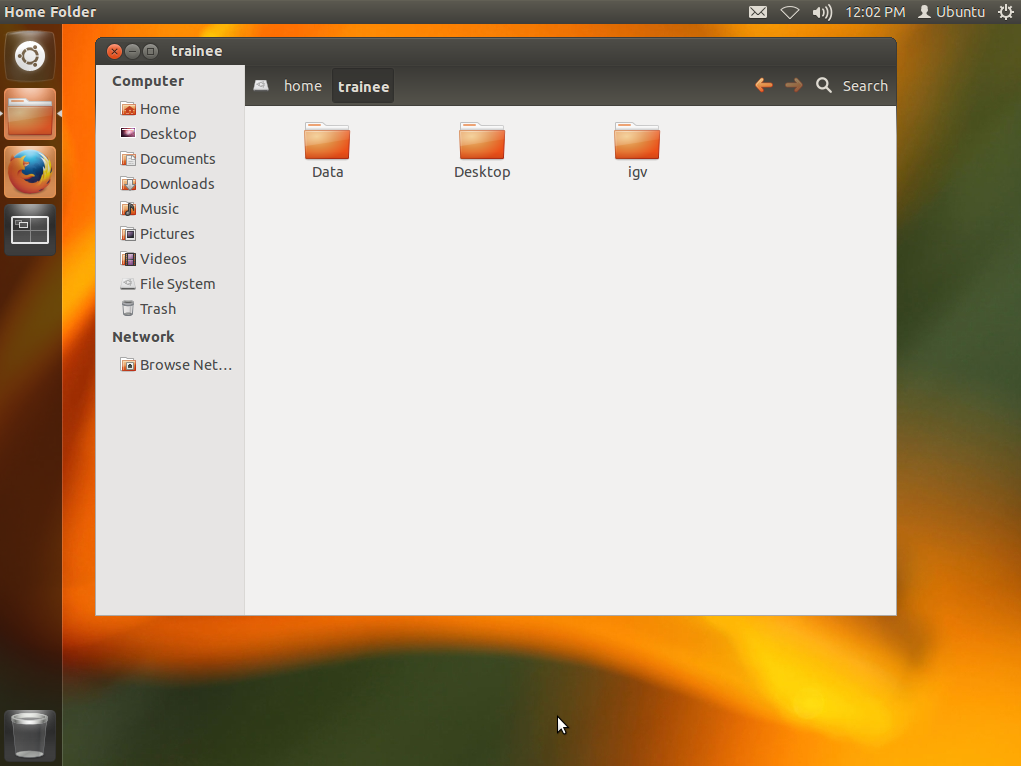 Home Folder
12:02 PM
Ubuntu
trainee
Computer
Home
Desktop
Documents
Downloads
Music
Pictures
Videos
File System
Trash
Network
Browse Net...
home
trainee
Search
Data
Desktop
igv